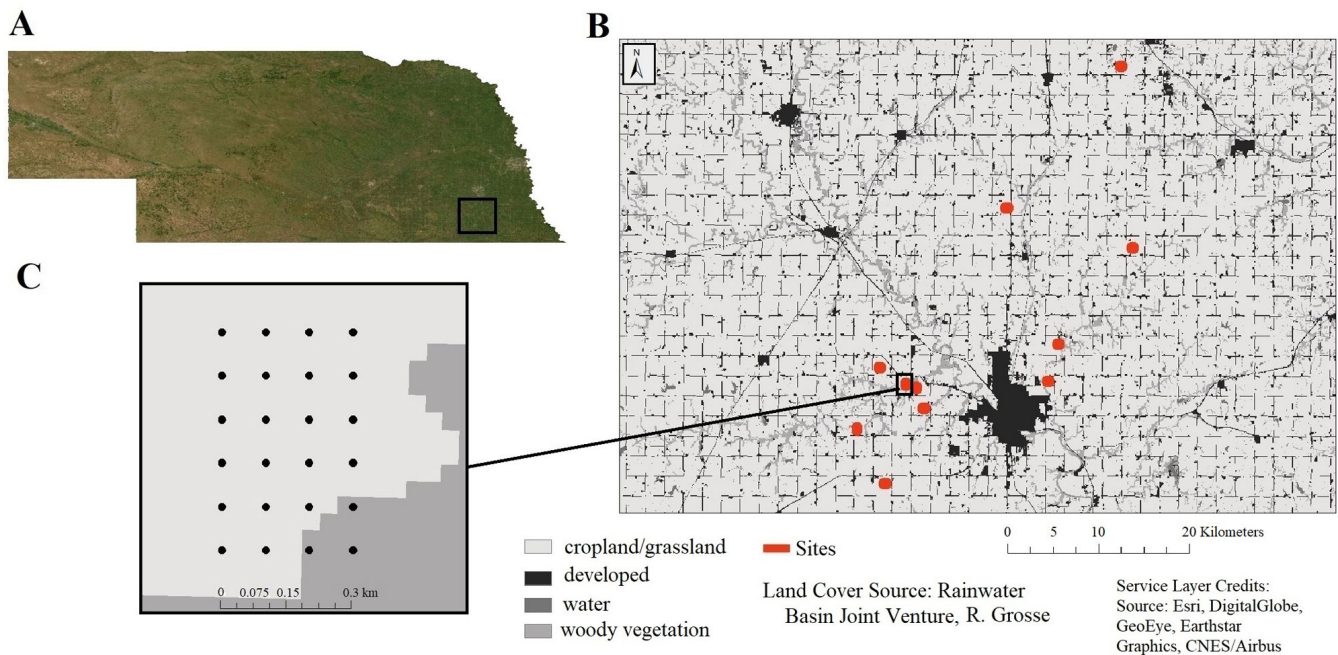 A
B
N
C
0 0.075 0.15 0.3 km
0 5 10 20 Kilometers
cropland/grassland
developed
water
woody vegetation
Sites
Land Cover Source: Rainwater
Basin Joint Venture, R. Grosse
Service Layer Credits:
Source: Esri, DigitalGlobe,
GeoEye, Earthstar
Graphics, CNES/Airbus